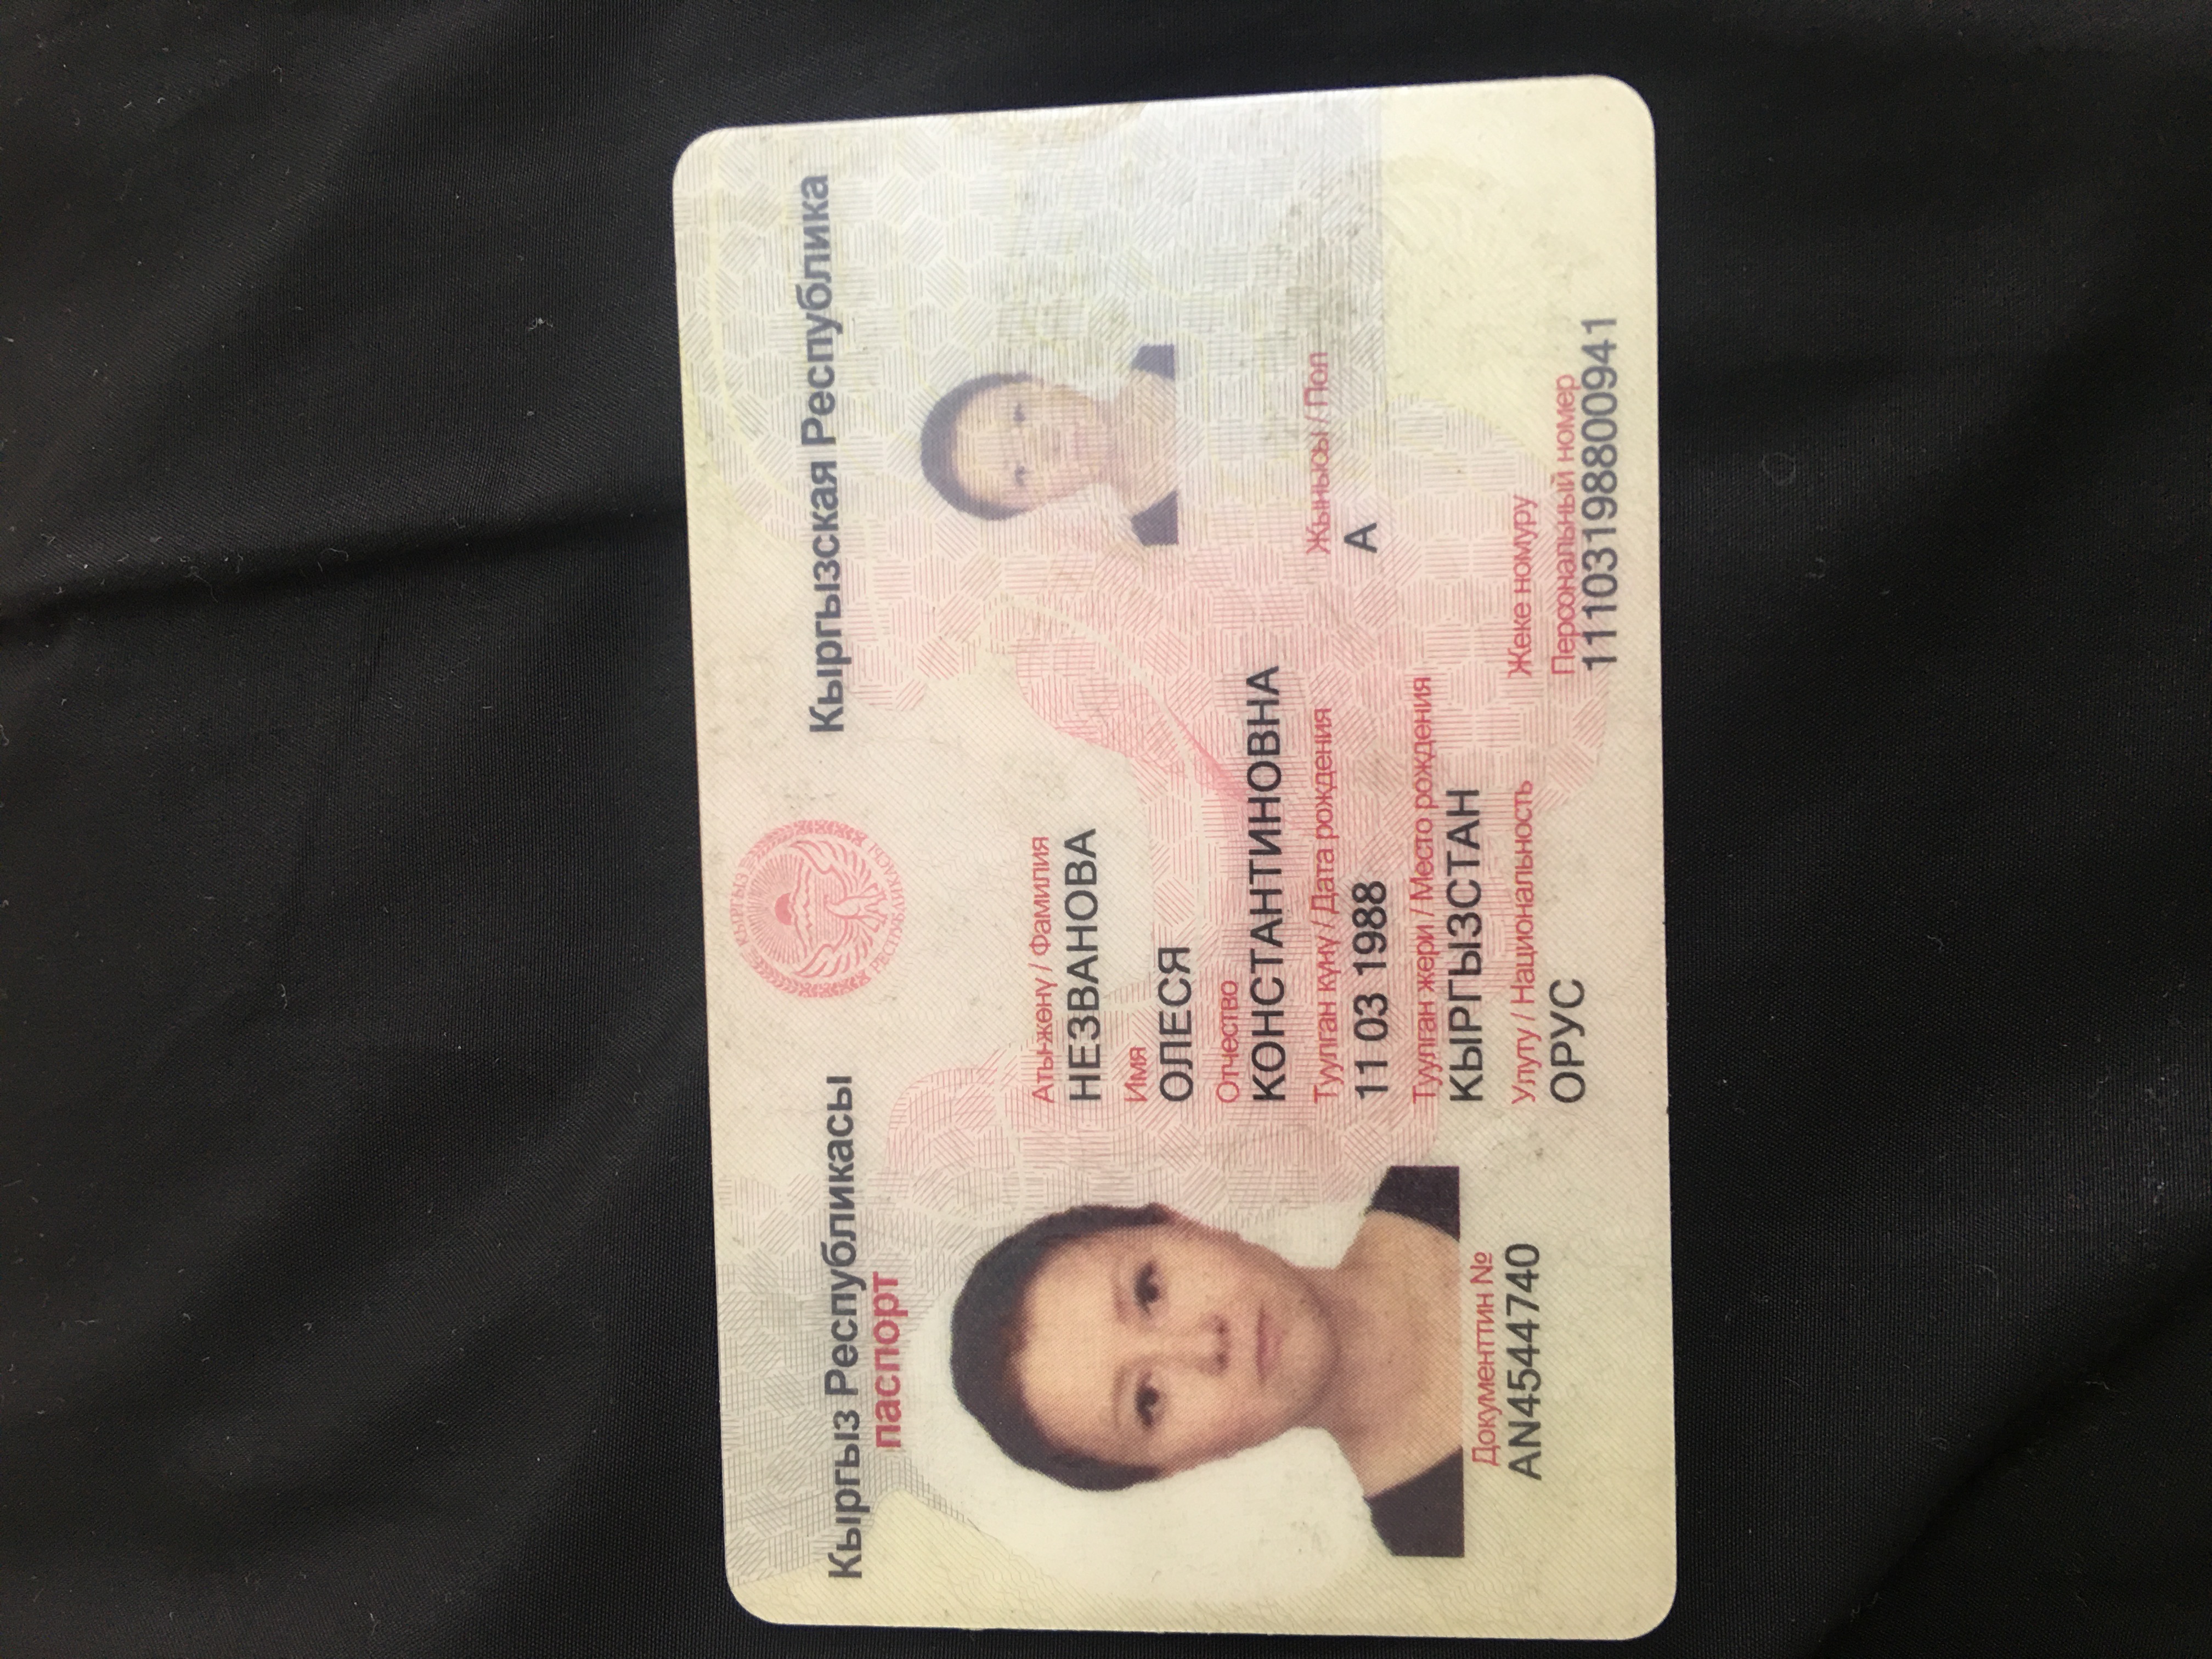 Кыргыз Республикасы
паспорт
КЫРГЫЗ
РЕСПУБЛИКАСЫ
Кыргызская Республика
Аты-жөнү / Фамилия
НЕЗВАНОВА
Имя
ОЛЕСЯ
Отчество
КОНСТАНТИНОВНА
Туулган күнү / Дата рождения
11 03 1988
Жынысы / Пол
А
Туулган жери / Место рождения
КЫРГЫЗСТАН
Документтин №
AN4544740
Улуту / Национальность
ОРУС
Жеке номуру
Персональный номер
11103198800941